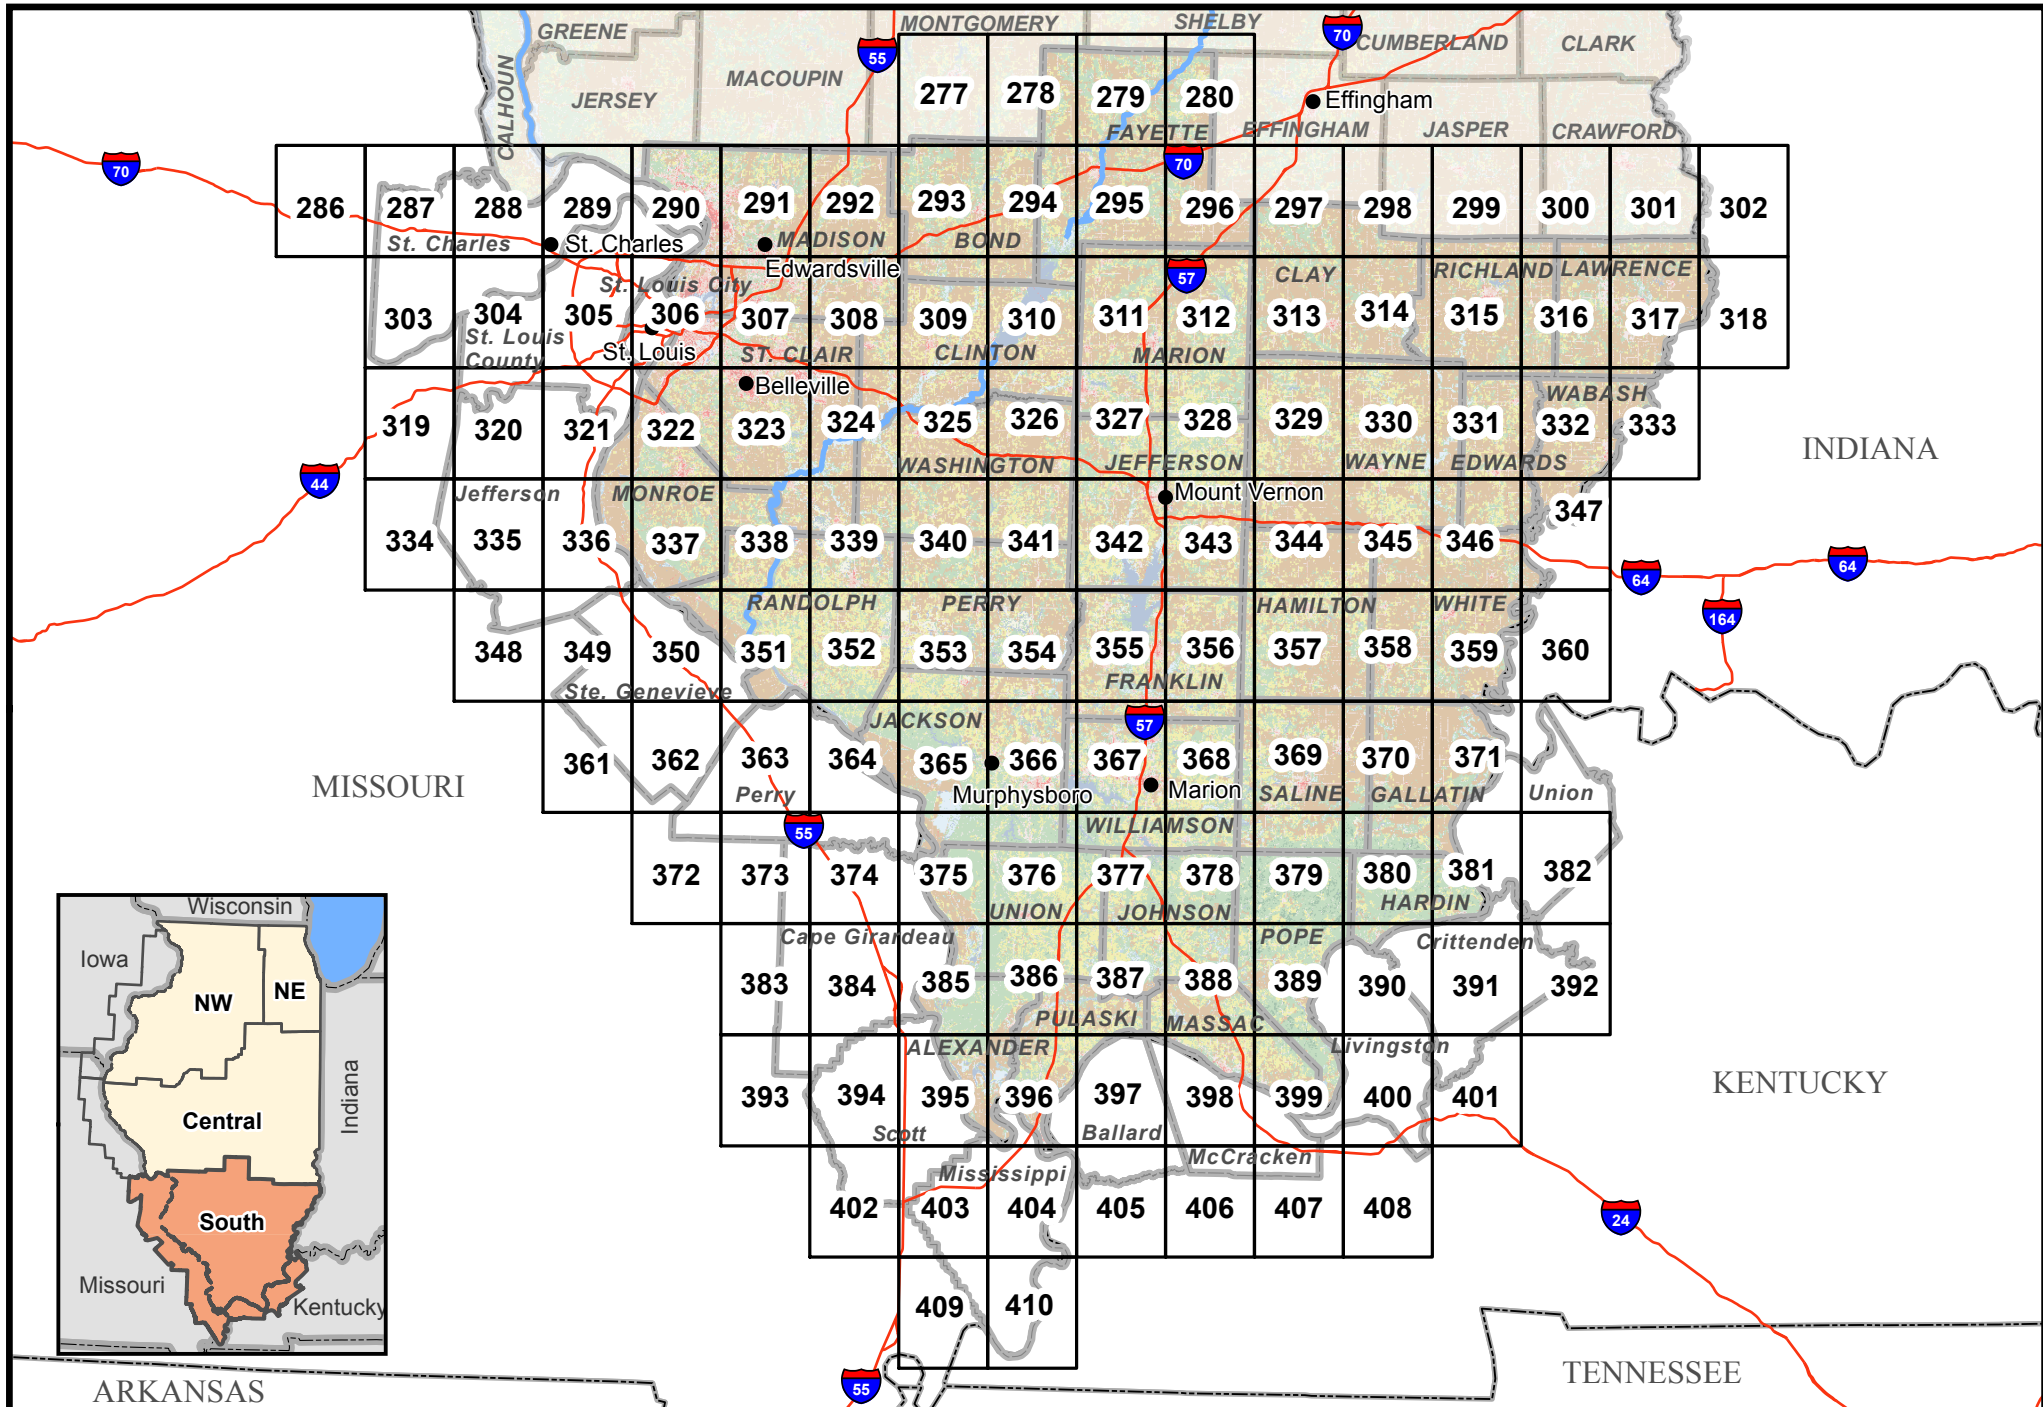 GREENE
MONTGOMERY
SHELBY
70
CUMBERLAND
CLARK
55
CALHOUN
JERSEY
MACOUPIN
277
278
279
280
Effingham
FAYETTE
EFFINGHAM
JASPER
CRAWFORD
70
70
286
287
288
289
290
291
292
293
294
295
296
297
298
299
300
301
302
St. Charles
St. Charles
MADISON
BOND
Edwardsville
57
CLAY
RICHLAND
LAWRENCE
St. Louis City
303
304
305
306
307
308
309
310
311
312
313
314
315
316
317
318
St. Louis
County
St. Louis
ST. CLAIR
CLINTON
MARION
Belleville
WABASH
319
320
321
322
323
324
325
326
327
328
329
330
331
332
333
INDIANA
WASHINGTON
JEFFERSON
WAYNE
EDWARDS
44
Jefferson
MONROE
Mount Vernon
347
334
335
336
337
338
339
340
341
342
343
344
345
346
64
64
RANDOLPH
PERRY
HAMILTON
WHITE
164
348
349
350
351
352
353
354
355
356
357
358
359
360
Ste. Genevieve
FRANKLIN
JACKSON
57
361
362
363
364
365
366
367
368
369
370
371
MISSOURI
Perry
Murphysboro
Marion
SALINE
GALLATIN
Union
55
WILLIAMSON
372
373
374
375
376
377
378
379
380
381
382
UNION
JOHNSON
HARDIN
Cape Girardeau
POPE
Crittenden
383
384
385
386
387
388
389
390
391
392
PULASKI
MASSAC
ALEXANDER
Livingston
393
394
395
396
397
398
399
400
401
KENTUCKY
Scott
Ballard
McCracken
Mississippi
402
403
404
405
406
407
408
24
409
410
55
TENNESSEE
ARKANSAS
Wisconsin
Iowa
NW
NE
Central
Indiana
South
Missouri
Kentucky